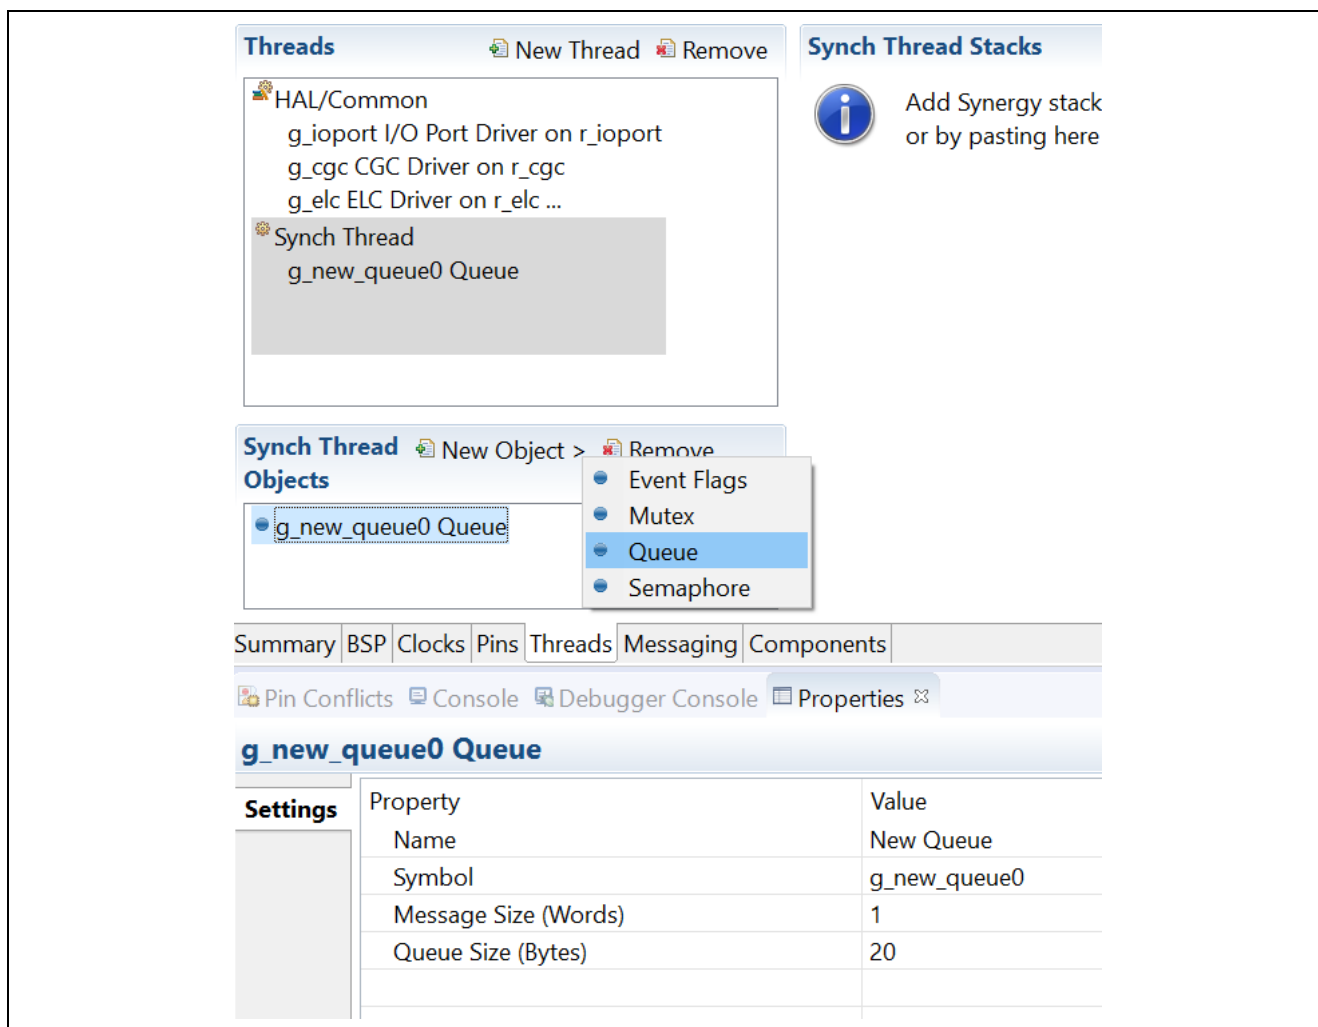 Threads New Thread Remove
HAL/Common
g_ioport I/O Port Driver on r_ioport
g_cgc CGC Driver on r_cgc
g_elc ELC Driver on r_elc ...
Synch Thread
g_new_queue0 Queue
Synch Thread Stacks
Add Synergy stack
or by pasting here
Synch Thread New Object > Remove
Objects
g_new_queue0 Queue
Event Flags
Mutex
Queue
Semaphore
Summary BSP Clocks Pins Threads Messaging Components
Pin Conflicts Console Debugger Console Properties
g_new_queue0 Queue
Settings
Property Value
Name New Queue
Symbol g_new_queue0
Message Size (Words) 1
Queue Size (Bytes) 20